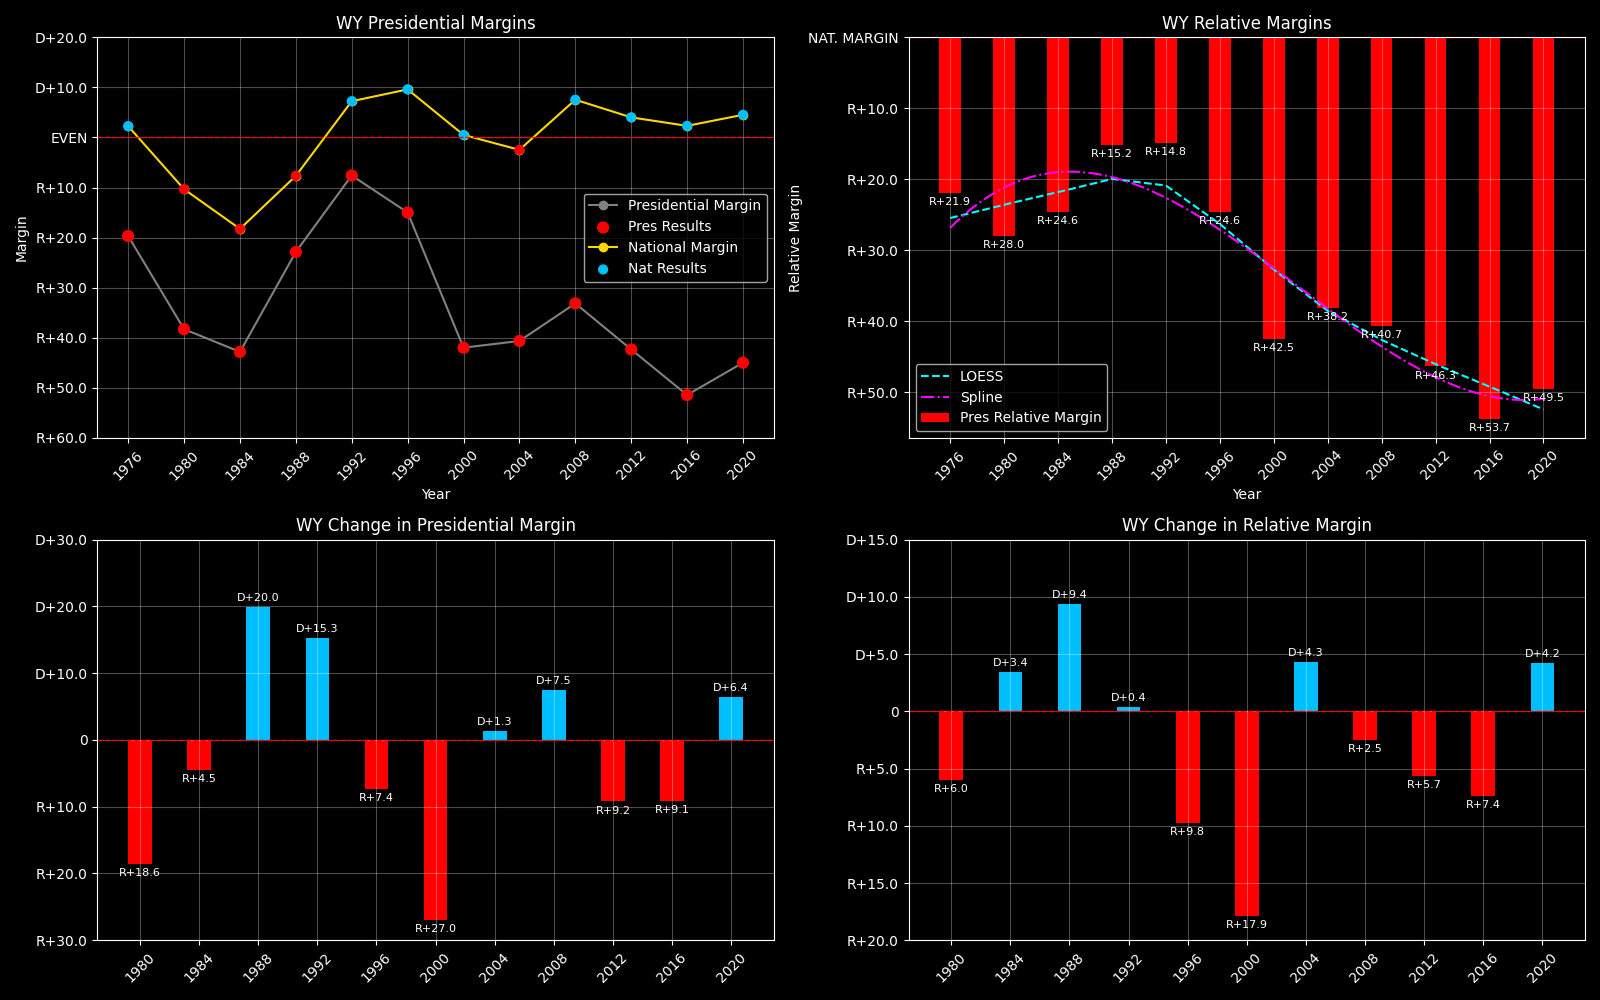 WY Presidential Margins
D+20.0
D+10.0
EVEN
R+10.0
R+20.0
R+30.0
R+40.0
R+50.0
R+60.0
Margin
Presidential Margin
Pres Results
National Margin
Nat Results
1976
1980
1984
1988
1992
1996
2000
2004
2008
2012
2016
2020
Year
WY Relative Margins
NAT. MARGIN
R+10.0
R+20.0
R+30.0
R+40.0
R+50.0
Relative Margin
R+21.9
R+28.0
R+24.6
R+15.2
R+14.8
R+24.6
R+42.5
R+38.2
R+40.7
R+46.3
R+53.7
R+49.5
LOESS
Spline
Pres Relative Margin
1976
1980
1984
1988
1992
1996
2000
2004
2008
2012
2016
2020
Year
WY Change in Presidential Margin
D+30.0
D+20.0
D+10.0
0
R+10.0
R+20.0
R+30.0
R+18.6
R+4.5
D+20.0
D+15.3
R+7.4
R+27.0
D+1.3
D+7.5
R+9.2
R+9.1
D+6.4
1980
1984
1988
1992
1996
2000
2004
2008
2012
2016
2020
WY Change in Relative Margin
D+15.0
D+10.0
D+5.0
0
R+5.0
R+10.0
R+15.0
R+20.0
R+6.0
D+3.4
D+9.4
D+0.4
R+9.8
R+17.9
D+4.3
R+2.5
R+5.7
R+7.4
D+4.2
1980
1984
1988
1992
1996
2000
2004
2008
2012
2016
2020